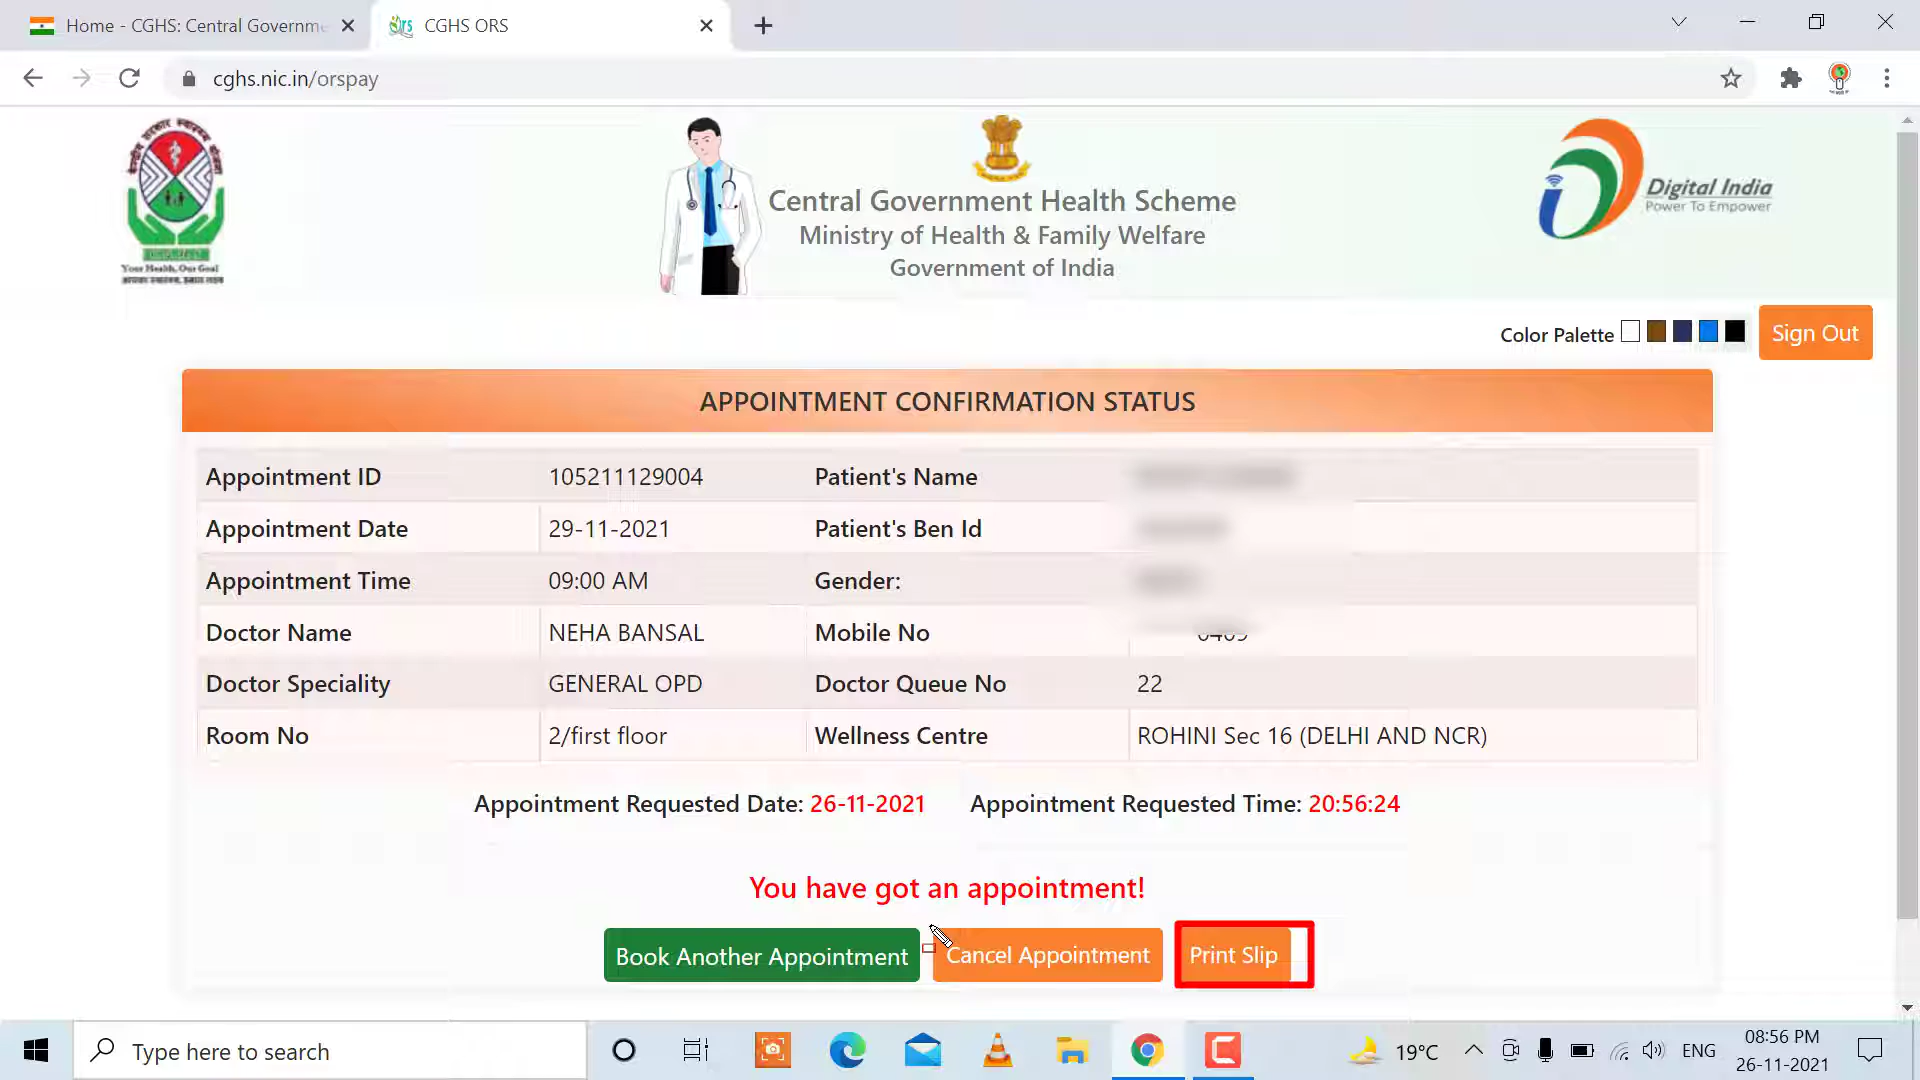 Home - CGHS: Central Governm
CGHS ORS
cghs.nic.in/orspay
Your Health, Our Goal
Central Government Health Scheme
Ministry of Health & Family Welfare
Government of India
Digital India
Power To Empower
Color Palette
Sign Out
APPOINTMENT CONFIRMATION STATUS
Appointment ID 105211129004 Patient's Name
Appointment Date 29-11-2021 Patient's Ben Id
Appointment Time 09:00 AM Gender:
Doctor Name NEHA BANSAL Mobile No
Doctor Speciality GENERAL OPD Doctor Queue No 22
Room No 2/first floor Wellness Centre ROHINI Sec 16 (DELHI AND NCR)
Appointment Requested Date: 26-11-2021 Appointment Requested Time: 20:56:24
You have got an appointment!
Book Another Appointment Cancel Appointment Print Slip
Type here to search
19°C
ENG
08:56 PM
26-11-2021